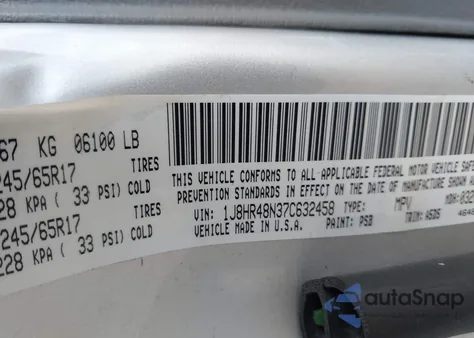 67 KG 06100 LB
245/65R17 TIRES
228 KPA ( 33 PSI) COLD
245/65R17 TIRES
228 KPA ( 33 PSI) COLD
THIS VEHICLE CONFORMS TO ALL APPLICABLE FEDERAL MOTOR VEHICLE
PREVENTION STANDARDS IN EFFECT ON THE DATE OF MANUFACTURE SHOWN
VIN: 1J8HR48N37C632458 TYPE: MPV
VEHICLE MADE IN U.S.A. PAINT: PSB TRIM: A5DS
autoSnap